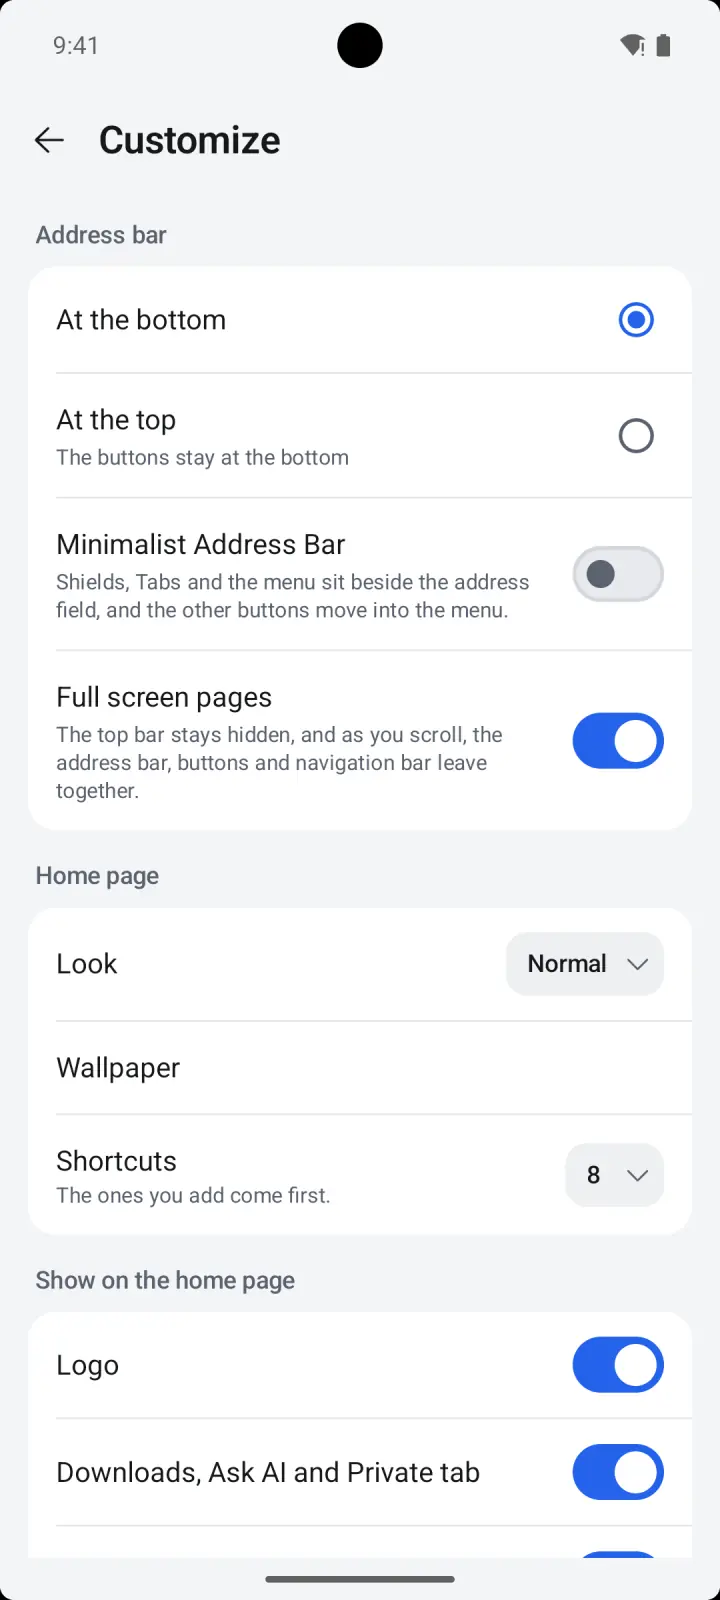 9:41
Customize
Address bar
At the bottom
At the top
The buttons stay at the bottom
Minimalist Address Bar
Shields, Tabs and the menu sit beside the address
field, and the other buttons move into the menu.
Full screen pages
The top bar stays hidden, and as you scroll, the
address bar, buttons and navigation bar leave
together.
Home page
Look
Normal
Wallpaper
Shortcuts
The ones you add come first.
8
Show on the home page
Logo
Downloads, Ask AI and Private tab